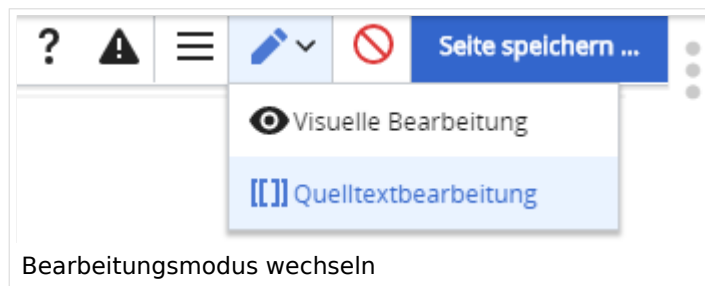 ? Seite speichern ...
Visuelle Bearbeitung
[[ ]] Quelltextbearbeitung
Bearbeitungsmodus wechseln